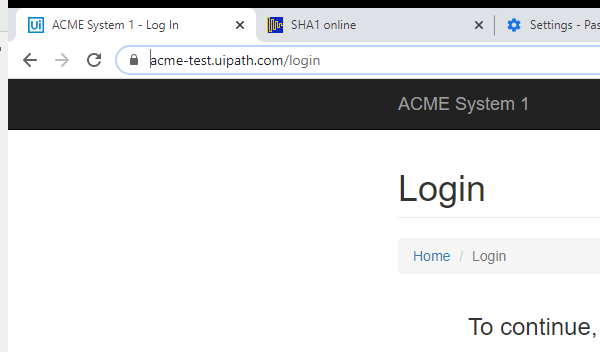 Ui ACME System 1 - Log In
SHA1 online
Settings - Pas
acme-test.uipath.com/login
ACME System 1
Login
Home / Login
To continue,